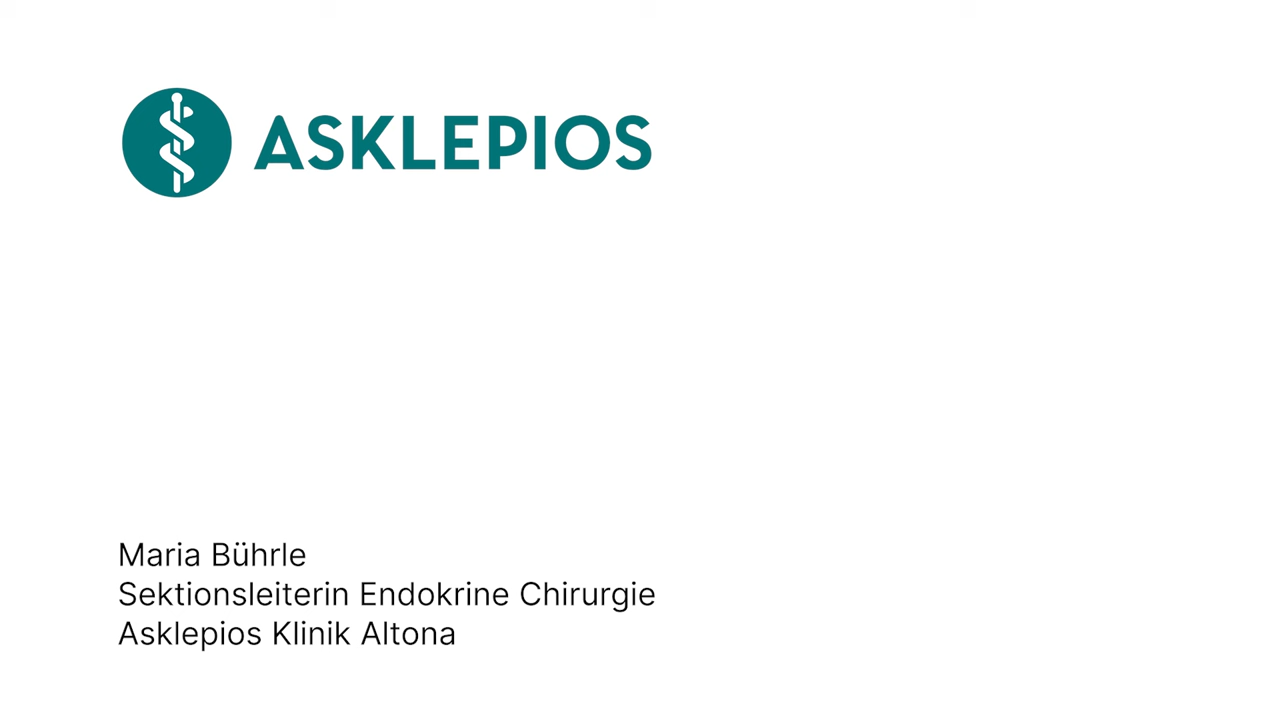 ASKLEPIOS
Maria Bührle
Sektionsleiterin Endokrine Chirurgie
Asklepios Klinik Altona